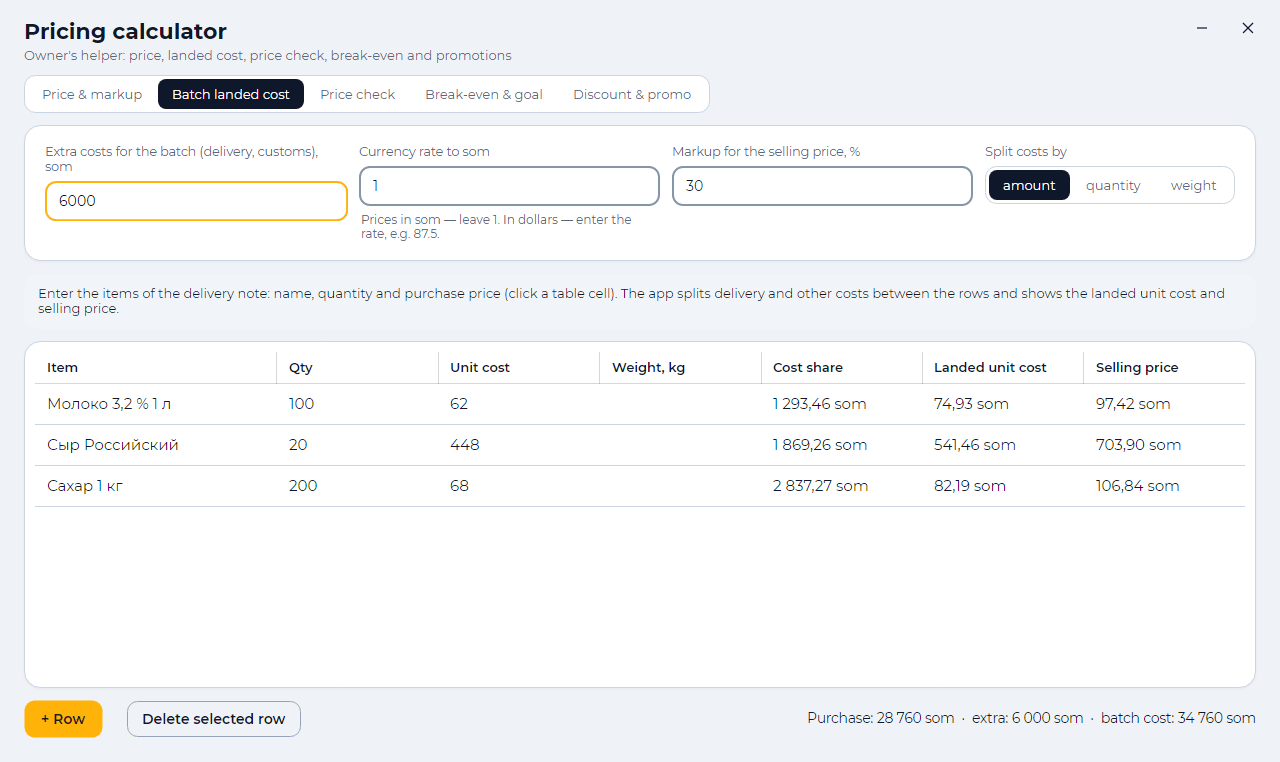 Pricing calculator
Owner's helper: price, landed cost, price check, break-even and promotions
Price & markup Batch landed cost Price check Break-even & goal Discount & promo
Extra costs for the batch (delivery, customs), som
6000
Currency rate to som
1
Prices in som — leave 1. In dollars — enter the
rate, e.g. 87.5.
Markup for the selling price, %
30
Split costs by
amount quantity weight
Enter the items of the delivery note: name, quantity and purchase price (click a table cell). The app splits delivery and other costs between the rows and shows the landed unit cost and
selling price.
Item Qty Unit cost Weight, kg Cost share Landed unit cost Selling price
Молоко 3,2 % 1 л 100 62 1 293,46 som 74,93 som 97,42 som
Сыр Российский 20 448 1 869,26 som 541,46 som 703,90 som
Сахар 1 кг 200 68 2 837,27 som 82,19 som 106,84 som
+ Row Delete selected row Purchase: 28 760 som · extra: 6 000 som · batch cost: 34 760 som